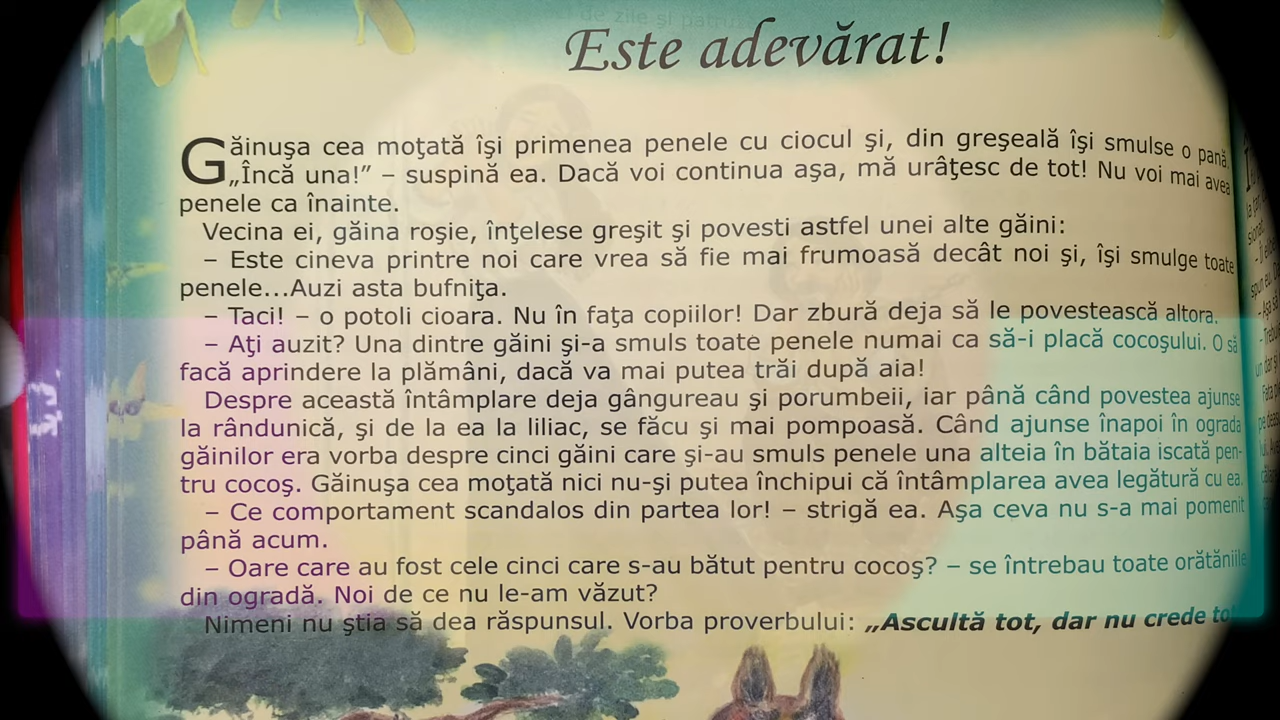 Este adevărat!
Găinuşa cea moţată îşi primenea penele cu ciocul şi, din greşeală îşi smulse o pană.
„Încă una!” – suspină ea. Dacă voi continua aşa, mă urâţesc de tot! Nu voi mai avea
penele ca înainte.
Vecina ei, găina roşie, înţelese greşit şi povesti astfel unei alte găini:
– Este cineva printre noi care vrea să fie mai frumoasă decât noi şi, îşi smulge toate
penele...Auzi asta bufniţa.
– Taci! – o potoli cioara. Nu în faţa copiilor! Dar zbură deja să le povestească altora.
– Aţi auzit? Una dintre găini şi-a smuls toate penele numai ca să-i placă cocoşului. O să
facă aprindere la plămâni, dacă va mai putea trăi după aia!
Despre această întâmplare deja gângureau şi porumbeii, iar până când povestea ajunse
la rândunică, şi de la ea la liliac, se făcu şi mai pompoasă. Când ajunse înapoi în ograda
găinilor era vorba despre cinci găini care şi-au smuls penele una alteia în bătaia iscată pen-
tru cocoş. Găinuşa cea moţată nici nu-şi putea închipui că întâmplarea avea legătură cu ea.
– Ce comportament scandalos din partea lor! – strigă ea. Aşa ceva nu s-a mai pomenit
până acum.
– Oare care au fost cele cinci care s-au bătut pentru cocoş? – se întrebau toate orătăniile
din ogradă. Noi de ce nu le-am văzut?
Nimeni nu ştia să dea răspunsul. Vorba proverbului: „Ascultă tot, dar nu crede